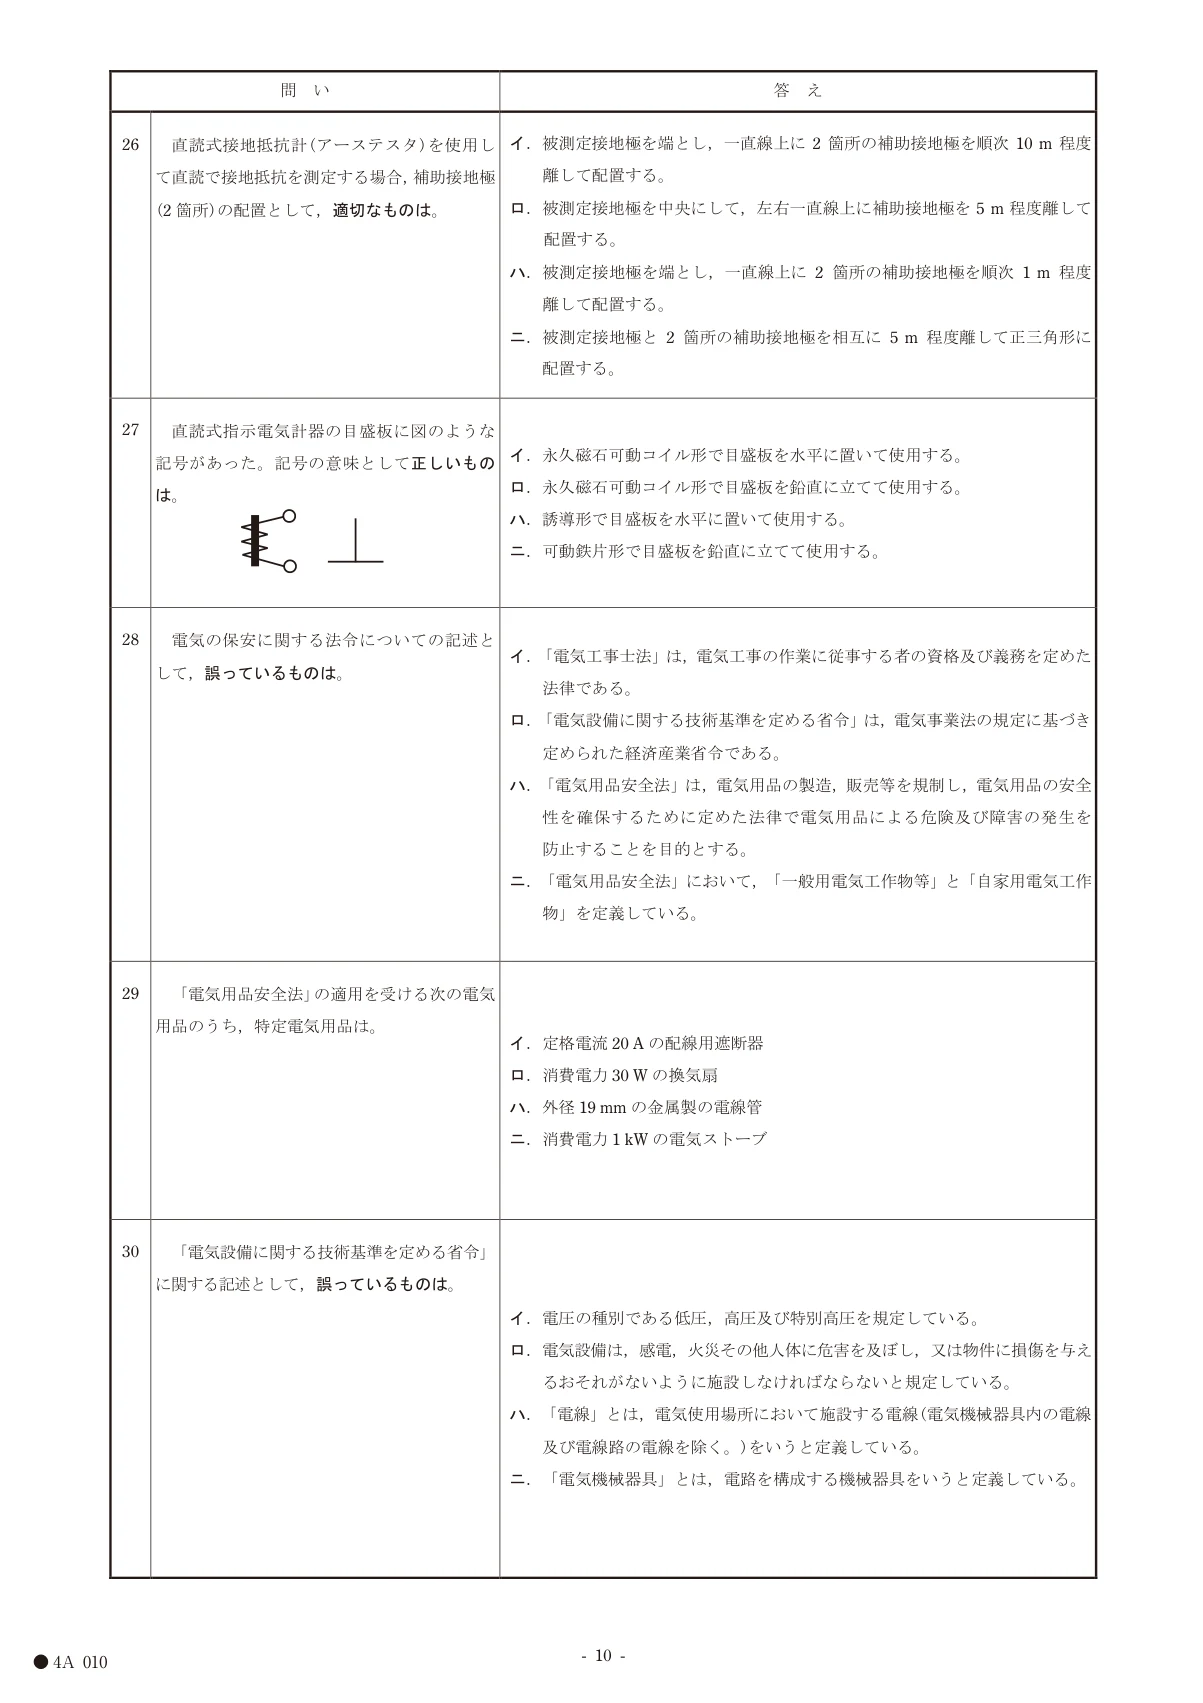 問　い
答　え
26
直読式接地抵抗計(アーステスタ)を使用し
て直読で接地抵抗を測定する場合, 補助接地極
(2 箇所)の配置として，適切なものは。
イ．被測定接地極を端とし，一直線上に 2 箇所の補助接地極を順次 10 m 程度
離して配置する。
ロ．被測定接地極を中央にして，左右一直線上に補助接地極を 5 m 程度離して
配置する。
ハ．被測定接地極を端とし，一直線上に 2 箇所の補助接地極を順次 1 m 程度
離して配置する。
ニ．被測定接地極と 2 箇所の補助接地極を相互に 5 m 程度離して正三角形に
配置する。
27
直読式指示電気計器の目盛板に図のような
記号があった。記号の意味として正しいもの
は。
イ．永久磁石可動コイル形で目盛板を水平に置いて使用する。
ロ．永久磁石可動コイル形で目盛板を鉛直に立てて使用する。
ハ．誘導形で目盛板を水平に置いて使用する。
ニ．可動鉄片形で目盛板を鉛直に立てて使用する。
28
電気の保安に関する法令についての記述と
して，誤っているものは。
イ．「電気工事士法」は，電気工事の作業に従事する者の資格及び義務を定めた
法律である。
ロ．「電気設備に関する技術基準を定める省令」は，電気事業法の規定に基づき
定められた経済産業省令である。
ハ．「電気用品安全法」は，電気用品の製造，販売等を規制し，電気用品の安全
性を確保するために定めた法律で電気用品による危険及び障害の発生を
防止することを目的とする。
ニ．「電気用品安全法」において，「一般用電気工作物等」と「自家用電気工作
物」を定義している。
29
「電気用品安全法」の適用を受ける次の電気
用品のうち，特定電気用品は。
イ．定格電流 20 A の配線用遮断器
ロ．消費電力 30 W の換気扇
ハ．外径 19 mm の金属製の電線管
ニ．消費電力 1 kW の電気ストーブ
30
「電気設備に関する技術基準を定める省令」
に関する記述として，誤っているものは。
イ．電圧の種別である低圧，高圧及び特別高圧を規定している。
ロ．電気設備は，感電，火災その他人体に危害を及ぼし，又は物件に損傷を与え
るおそれがないように施設しなければならないと規定している。
ハ．「電線」とは，電気使用場所において施設する電線(電気機械器具内の電線
及び電線路の電線を除く。)をいうと定義している。
ニ．「電気機械器具」とは，電路を構成する機械器具をいうと定義している。
- 10 -
●4A 010